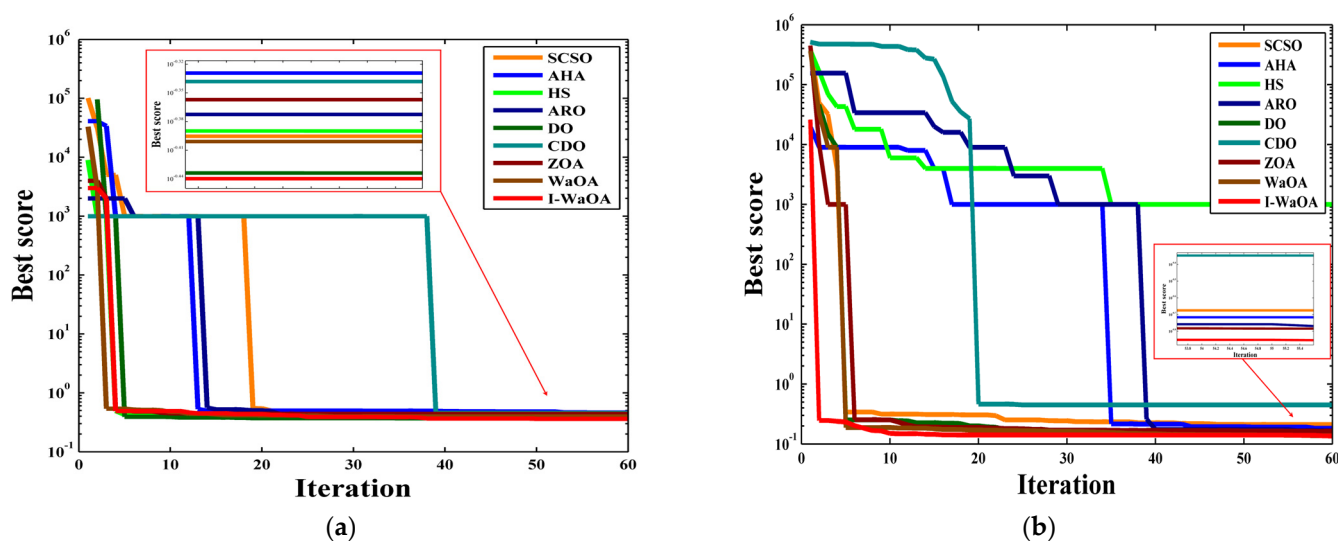 10^6
10^5
10^4
10^3
10^2
10^1
10^0
10^-1
Best score
0
10
20
30
40
50
60
Iteration
SCSO
AHA
HS
ARO
DO
CDO
ZOA
WaOA
I-WaOA
Best score
(a)
10^6
10^5
10^4
10^3
10^2
10^1
10^0
10^-1
Best score
0
10
20
30
40
50
60
Iteration
SCSO
AHA
HS
ARO
DO
CDO
ZOA
WaOA
I-WaOA
Best score
Iteration
(b)